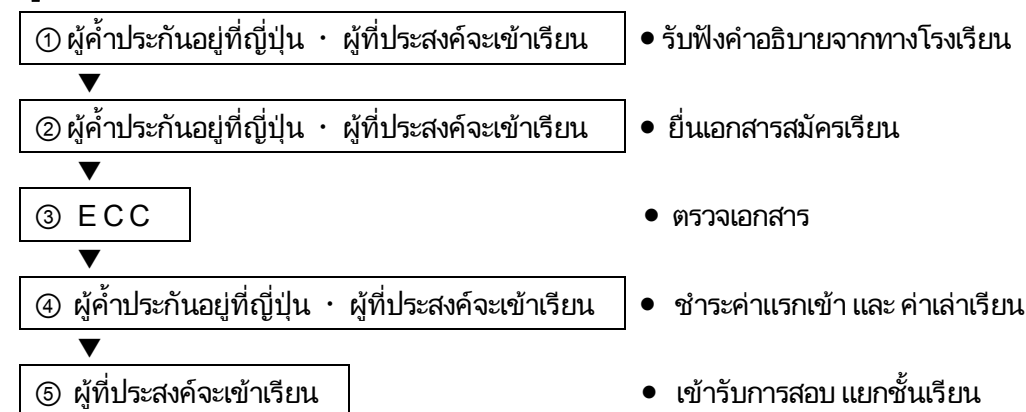 ① ผู้ค้ำประกันอยู่ที่ญี่ปุ่น ・ ผู้ที่ประสงค์จะเข้าเรียน ● รับฟังคำอธิบายจากทางโรงเรียน
▼
② ผู้ค้ำประกันอยู่ที่ญี่ปุ่น ・ ผู้ที่ประสงค์จะเข้าเรียน ● ยื่นเอกสารสมัครเรียน
▼
③ ECC ● ตรวจเอกสาร
▼
④ ผู้ค้ำประกันอยู่ที่ญี่ปุ่น ・ ผู้ที่ประสงค์จะเข้าเรียน ● ชำระค่าแรกเข้า และ ค่าเล่าเรียน
▼
⑤ ผู้ที่ประสงค์จะเข้าเรียน ● เข้ารับการสอบ แยกชั้นเรียน